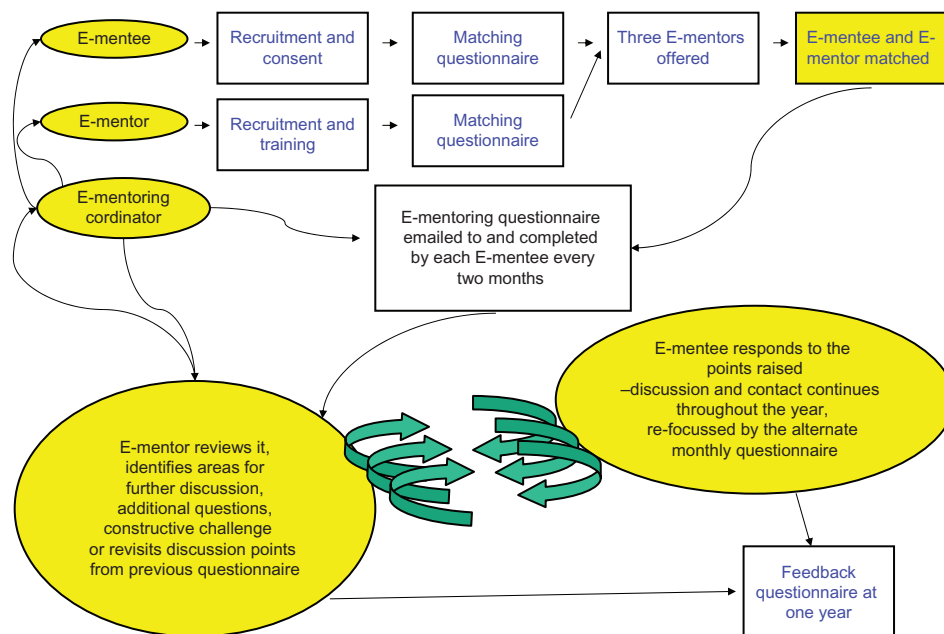 E-mentee
Recruitment and
consent
Matching
questionnaire
Three E-mentors
offered
E-mentee and E-
mentor matched
E-mentor
Recruitment and
training
Matching
questionnaire
E-mentoring
cordinator
E-mentoring questionnaire
emailed to and completed
by each E-mentee every
two months
E-mentee responds to the
points raised
–discussion and contact continues
throughout the year,
re-focussed by the alternate
monthly questionnaire
E-mentor reviews it,
identifies areas for
further discussion,
additional questions,
constructive challenge
or revisits discussion points
from previous questionnaire
Feedback
questionnaire at
one year